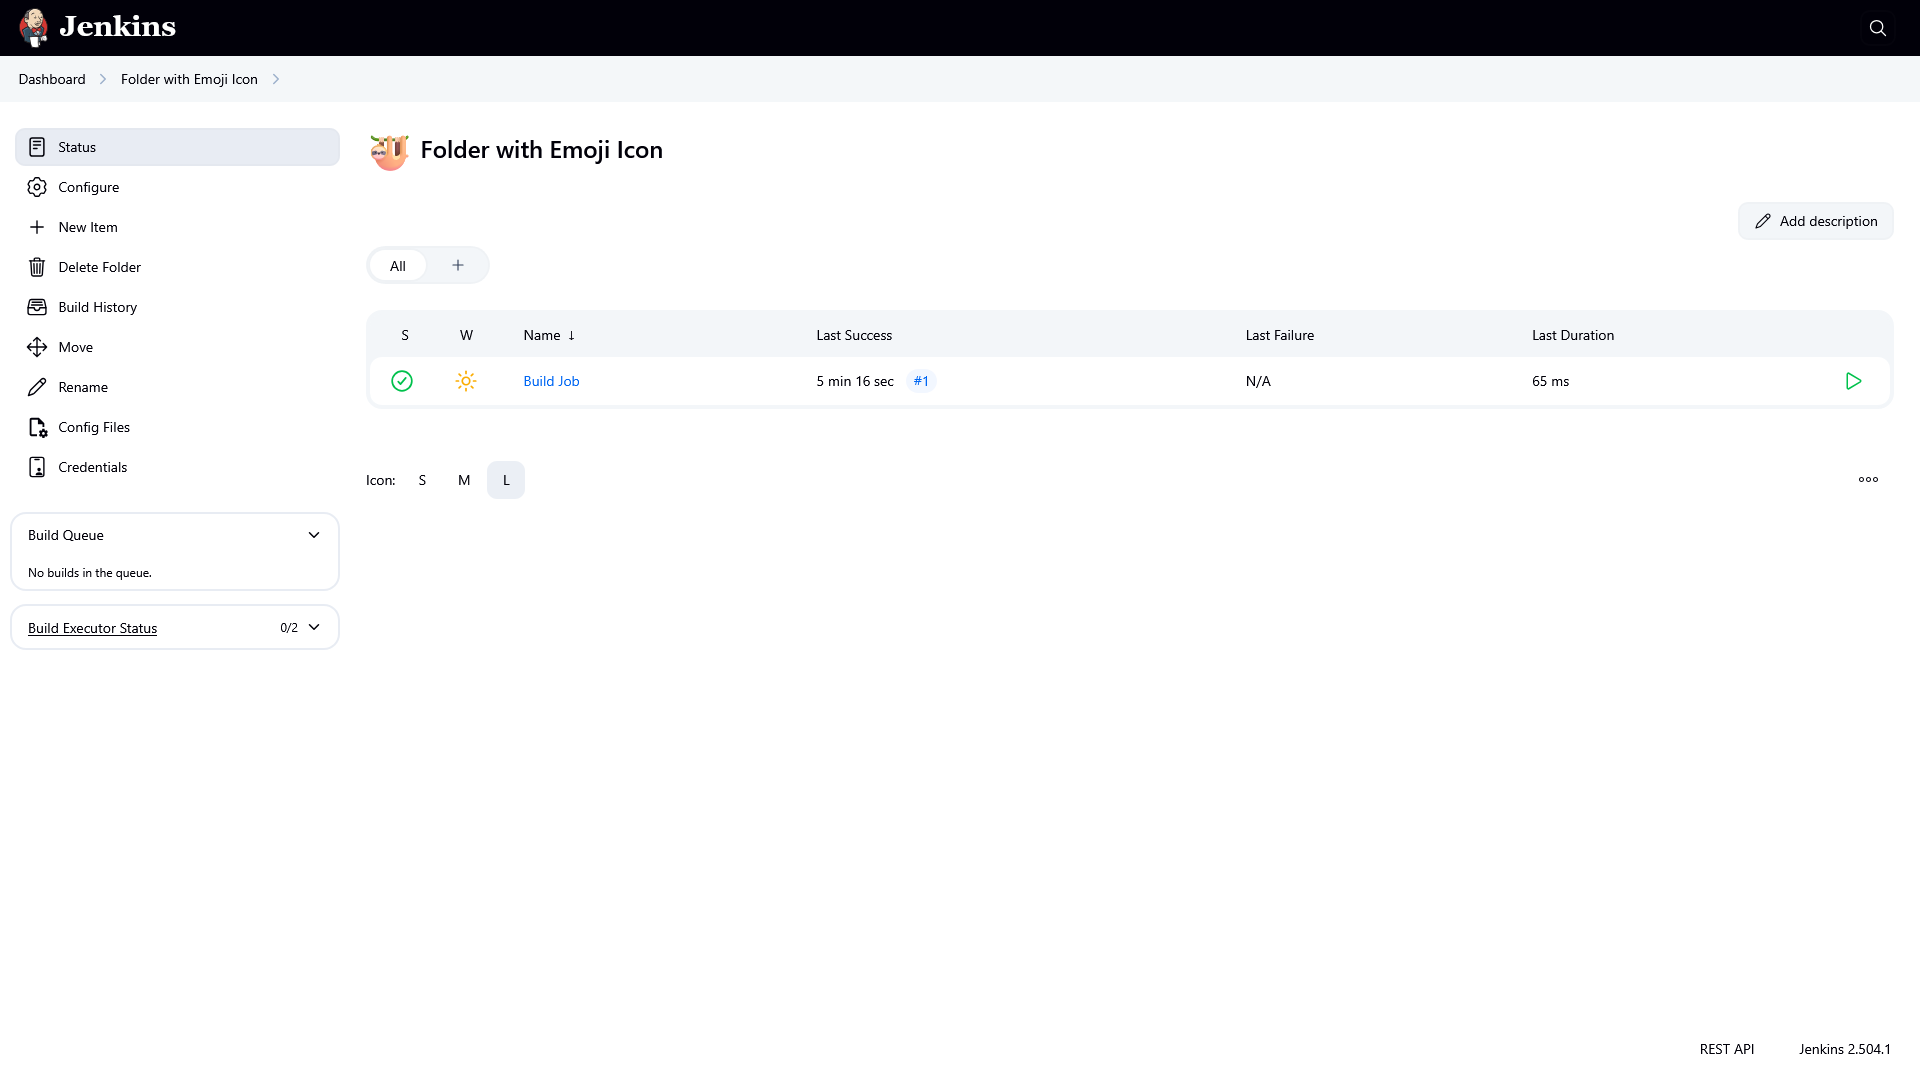 Jenkins
Dashboard Folder with Emoji Icon
Status
Configure
New Item
Delete Folder
Build History
Move
Rename
Config Files
Credentials
Build Queue
No builds in the queue.
Build Executor Status 0/2
Folder with Emoji Icon
Add description
All +
S W Name ↓ Last Success Last Failure Last Duration
Build Job 5 min 16 sec #1 N/A 65 ms
Icon: S M L
REST API Jenkins 2.504.1